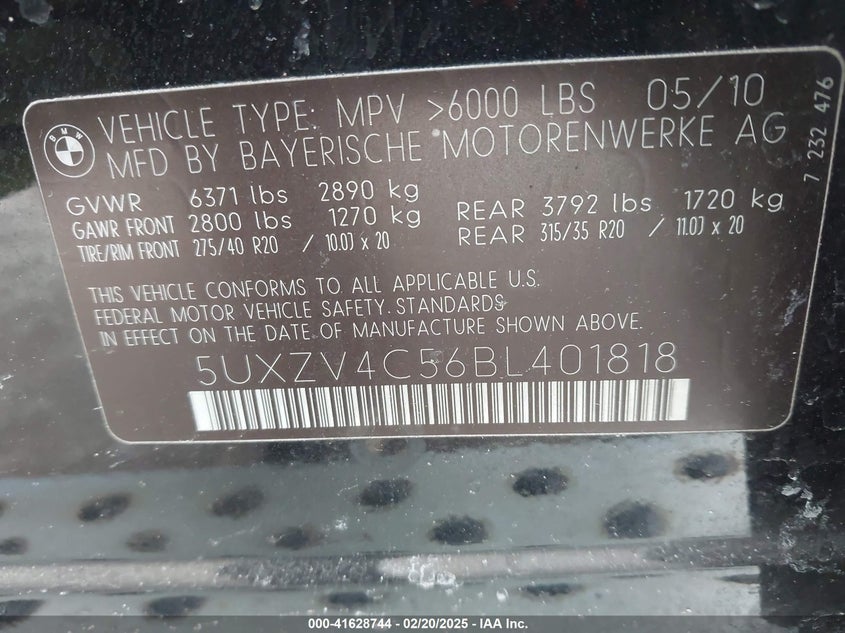 BMW
VEHICLE TYPE: MPV >6000 LBS 05/10
MFD BY BAYERISCHE MOTORENWERKE AG
7 232 476
GVWR 6371 lbs 2890 kg
GAWR FRONT 2800 lbs 1270 kg REAR 3792 lbs 1720 kg
TIRE/RIM FRONT 275/40 R20 / 10.0J x 20 REAR 315/35 R20 / 11.0J x 20
THIS VEHICLE CONFORMS TO ALL APPLICABLE U.S.
FEDERAL MOTOR VEHICLE SAFETY STANDARDS
IN EFFECT ON THE DATE OF MANUFACTURE SHOWN ABOVE.
5UXZV4C56BL401818
000-41628744 - 02/20/2025 - IAA Inc.